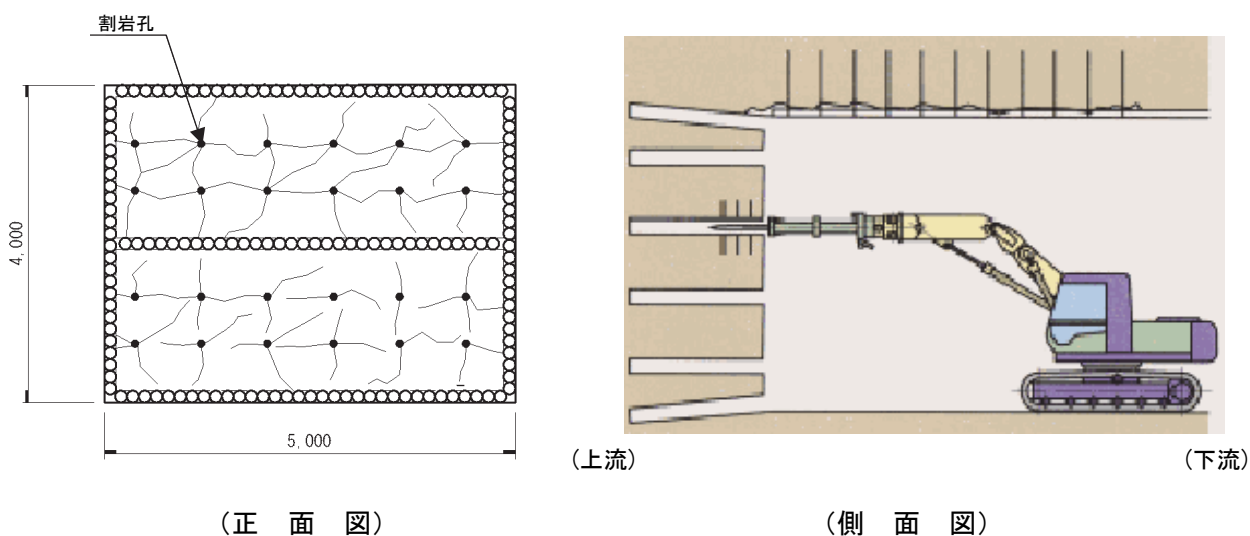 割岩孔
4,000
5,000
（上流）
（下流）
（正　面　図）
（側　面　図）